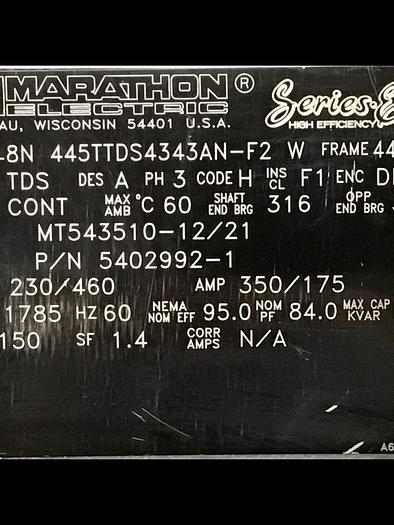 MARATHON ®
ELECTRIC
Series-E
HIGH EFFICIENCY
AU, WISCONSIN 54401 U.S.A.
-8N 445TTDS4343AN-F2 W FRAME 44
TDS DES A PH 3 CODE H INS CL F1 ENC D
CONT MAX AMB °C 60 SHAFT END BRG 316 OPP END BRG
MT543510-12/21
P/N 5402992-1
230/460 AMP 350/175
1785 HZ 60 NEMA NOM EFF 95.0 NOM PF 84.0 MAX CAP KVAR
150 SF 1.4 CORR AMPS N/A
A6